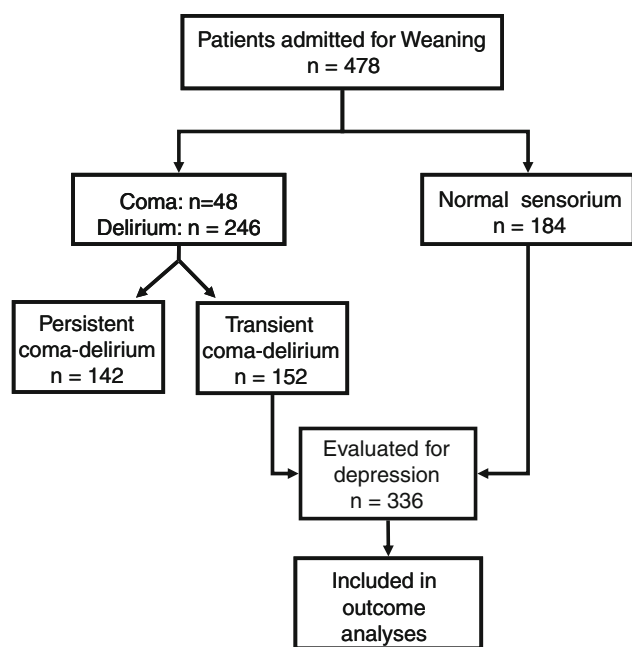 Patients admitted for Weaning
n = 478
Coma: n=48
Delirium: n = 246
Normal sensorium
n = 184
Persistent
coma-delirium
n = 142
Transient
coma-delirium
n = 152
Evaluated for
depression
n = 336
Included in
outcome
analyses